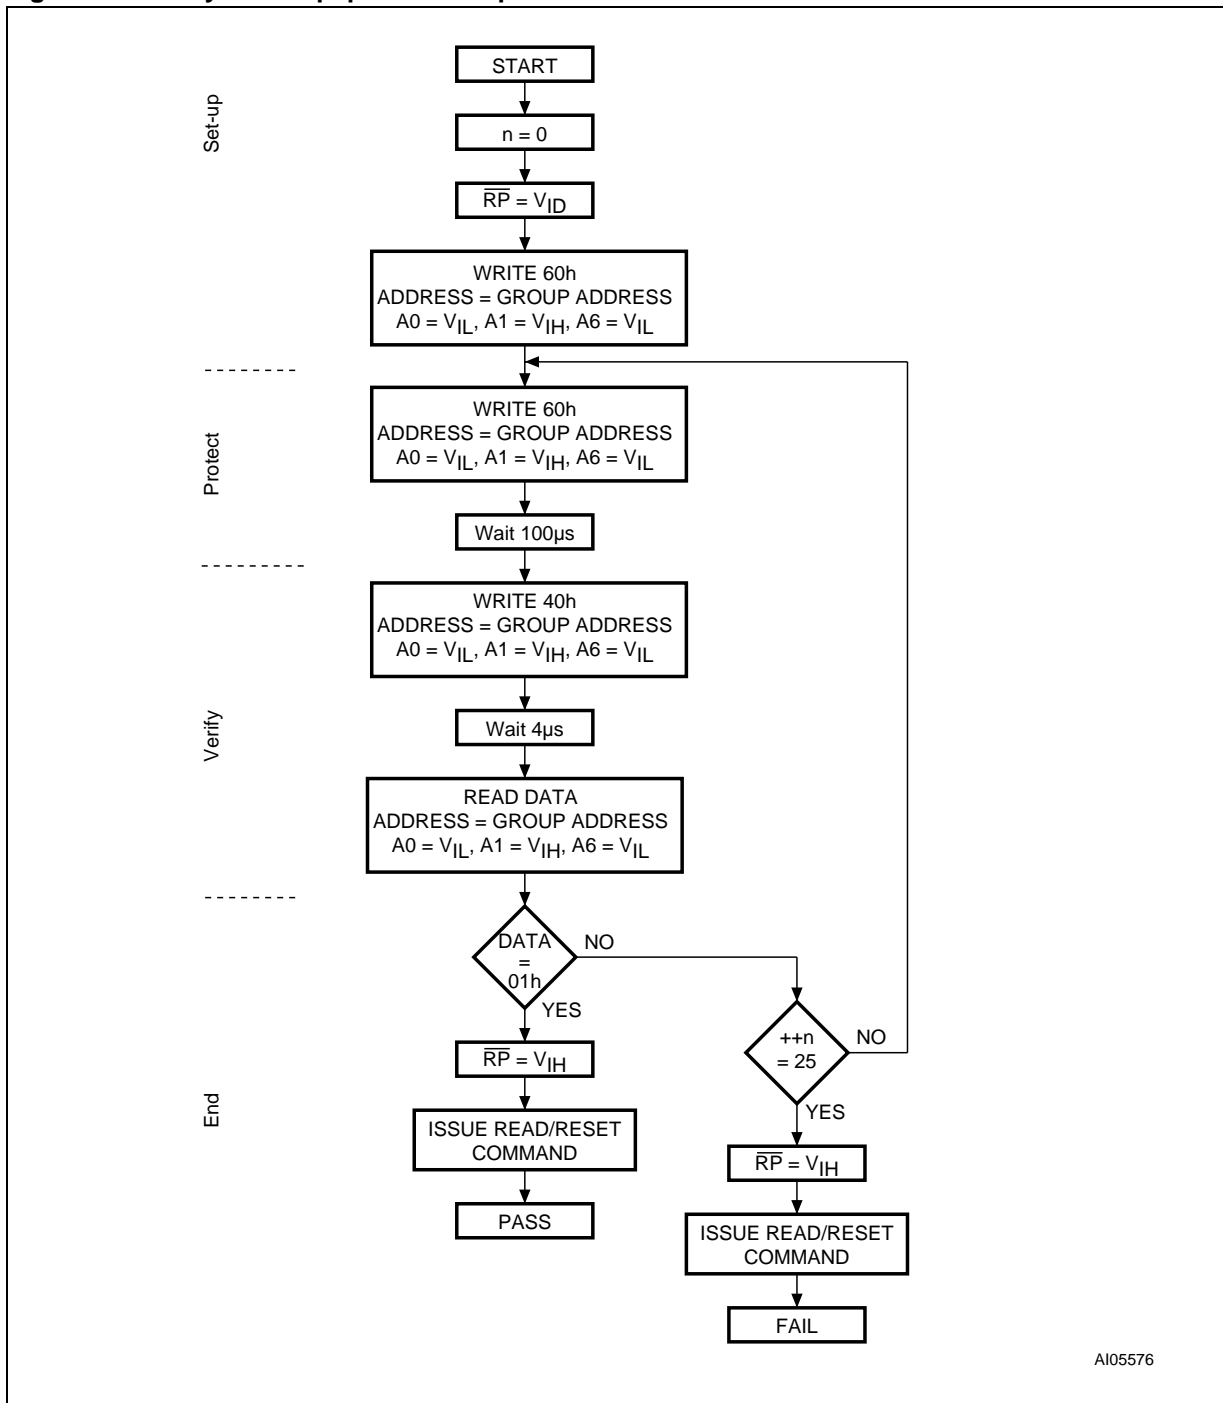 Set-up
START
n = 0
RP = VID
WRITE 60h
ADDRESS = GROUP ADDRESS
A0 = VIL, A1 = VIH, A6 = VIL
Protect
WRITE 60h
ADDRESS = GROUP ADDRESS
A0 = VIL, A1 = VIH, A6 = VIL
Wait 100µs
Verify
WRITE 40h
ADDRESS = GROUP ADDRESS
A0 = VIL, A1 = VIH, A6 = VIL
Wait 4µs
READ DATA
ADDRESS = GROUP ADDRESS
A0 = VIL, A1 = VIH, A6 = VIL
End
DATA
=
01h
NO
YES
++n
= 25
NO
YES
RP = VIH
ISSUE READ/RESET
COMMAND
PASS
RP = VIH
ISSUE READ/RESET
COMMAND
FAIL
AI05576